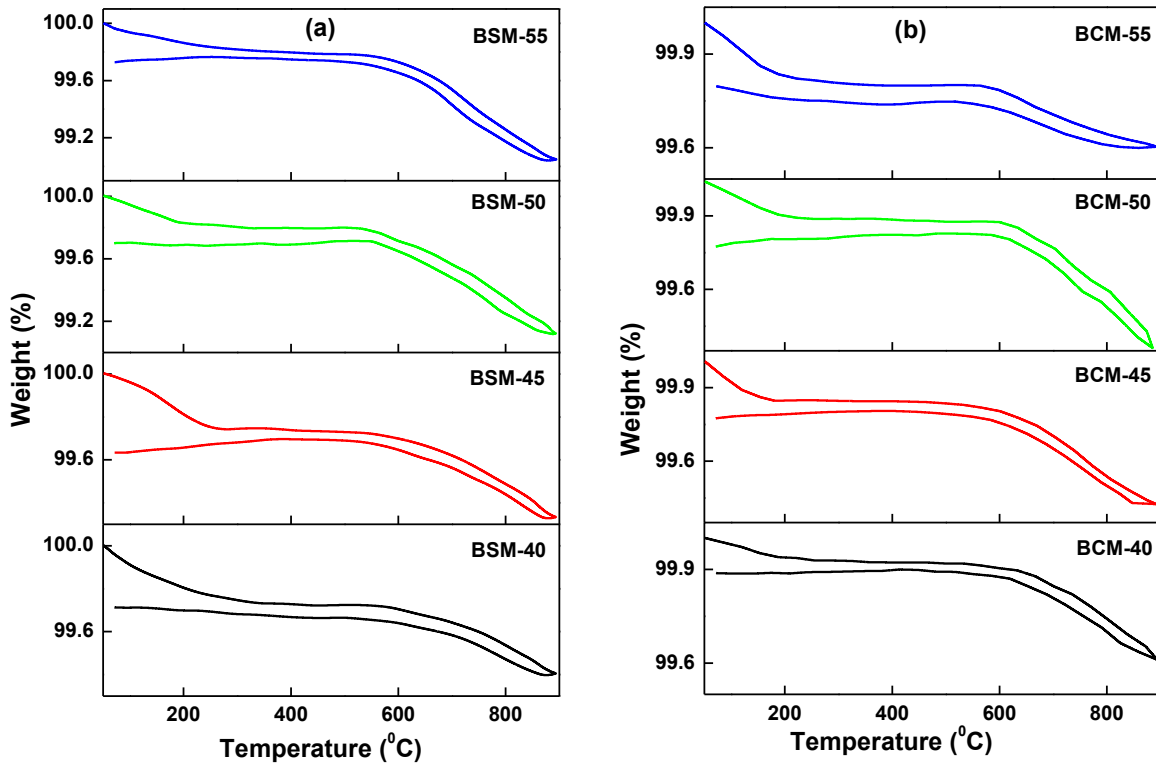 (a)
BSM-55
100.0
99.6
99.2
BSM-50
100.0
99.6
99.2
BSM-45
100.0
99.6
BSM-40
100.0
99.6
Weight (%)
200 400 600 800
Temperature (⁰C)
(b)
BCM-55
99.9
99.6
BCM-50
99.9
99.6
BCM-45
99.9
99.6
BCM-40
99.9
99.6
Weight (%)
200 400 600 800
Temperature (⁰C)